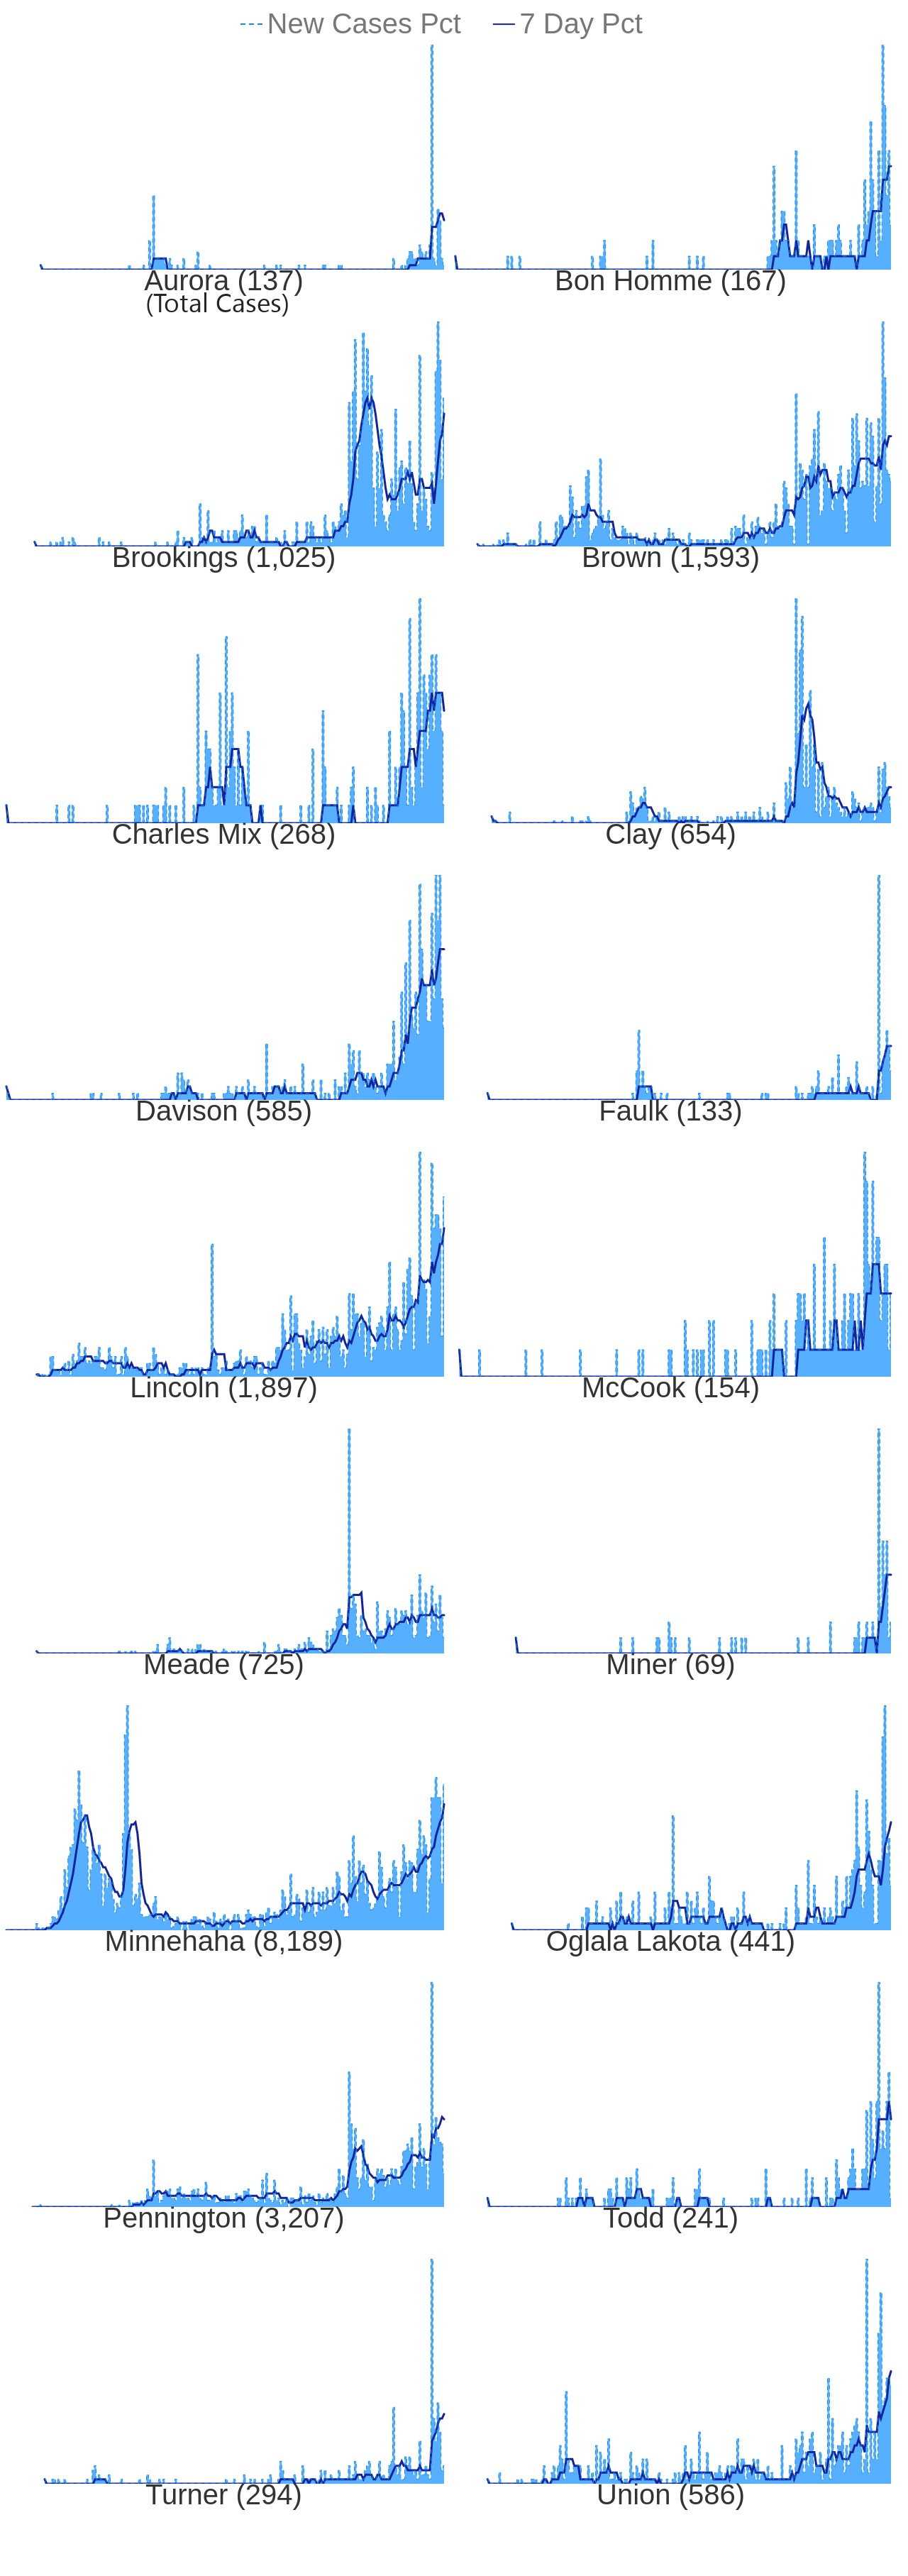 New Cases Pct 7 Day Pct
Aurora (137) Bon Homme (167)
(Total Cases)
Brookings (1,025) Brown (1,593)
Charles Mix (268) Clay (654)
Davison (585) Faulk (133)
Lincoln (1,897) McCook (154)
Meade (725) Miner (69)
Minnehaha (8,189) Oglala Lakota (441)
Pennington (3,207) Todd (241)
Turner (294) Union (586)